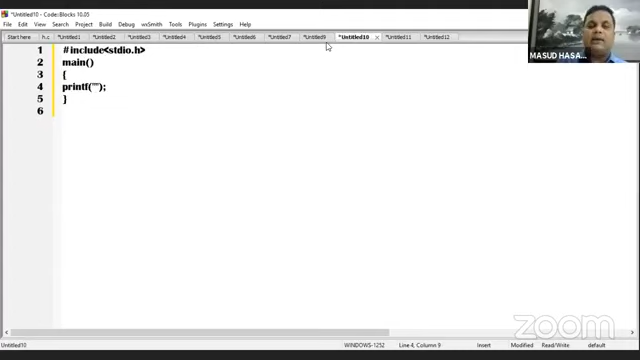 *Untitled10 - Code::Blocks 10.05
File Edit View Search Project Build Debug wxSmith Tools Plugins Settings Help
Start here h.c *Untitled1 *Untitled2 *Untitled3 *Untitled4 *Untitled5 *Untitled6 *Untitled7 *Untitled9 *Untitled10 *Untitled11 *Untitled12
1 #include<stdio.h>
2 main()
3 {
4 printf("");
5 }
6
MASUD HASA...
zoom
Untitled10 WINDOWS-1252 Line 4, Column 9 Insert Modified Read/Write default